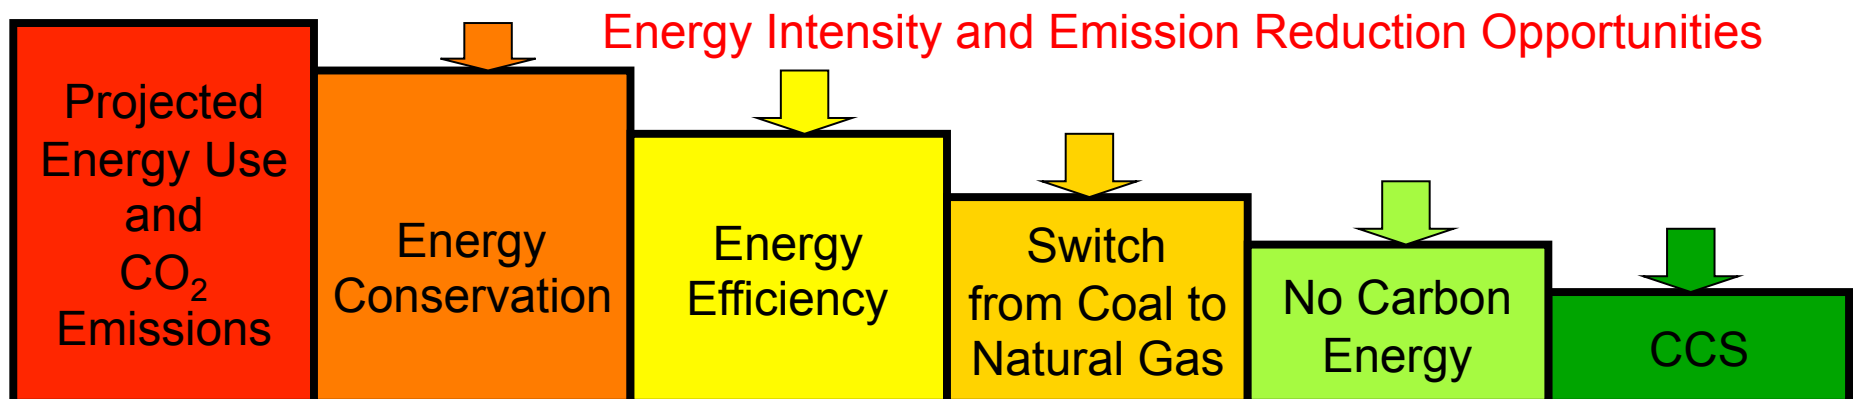 Energy Intensity and Emission Reduction Opportunities
Projected
Energy Use
and
CO₂
Emissions
Energy
Conservation
Energy
Efficiency
Switch
from Coal to
Natural Gas
No Carbon
Energy
CCS